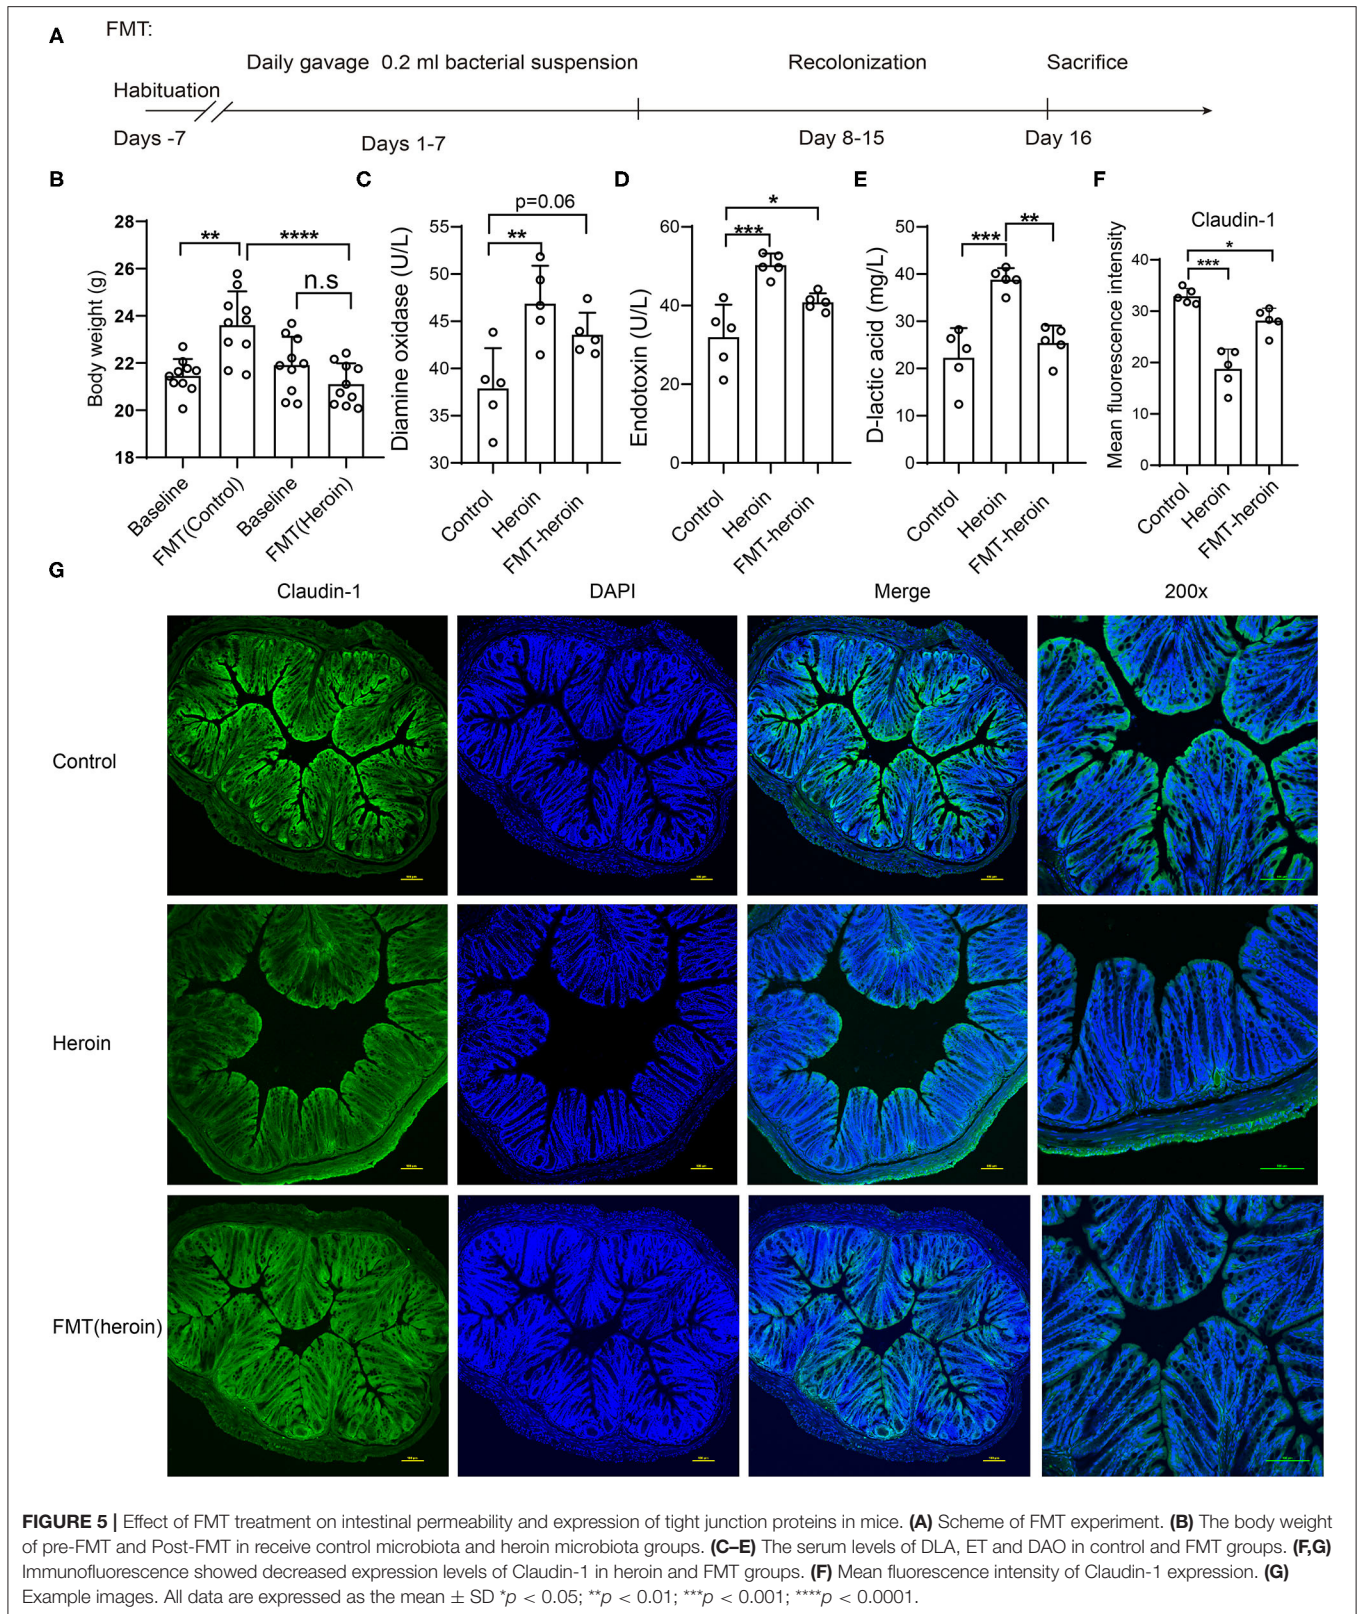 A
FMT:
Daily gavage 0.2 ml bacterial suspension
Recolonization
Sacrifice
Habituation
Days -7
Days 1-7
Day 8-15
Day 16
B
Body weight (g)
28
26
24
22
20
18
**
****
n.s
Baseline
FMT(Control)
Baseline
FMT(Heroin)
C
Diamine oxidase (U/L)
55
50
45
40
35
30
p=0.06
**
Control
Heroin
FMT-heroin
D
Endotoxin (U/L)
60
40
20
0
*
***
Control
Heroin
FMT-heroin
E
D-lactic acid (mg/L)
50
40
30
20
10
0
***
**
Control
Heroin
FMT-heroin
F
Claudin-1
Mean fluorescence intensity
40
30
20
10
0
*
***
Control
Heroin
FMT-heroin
G
Claudin-1
DAPI
Merge
200x
Control
Heroin
FMT(heroin)
FIGURE 5 | Effect of FMT treatment on intestinal permeability and expression of tight junction proteins in mice. (A) Scheme of FMT experiment. (B) The body weight
of pre-FMT and Post-FMT in receive control microbiota and heroin microbiota groups. (C–E) The serum levels of DLA, ET and DAO in control and FMT groups. (F,G)
Immunofluorescence showed decreased expression levels of Claudin-1 in heroin and FMT groups. (F) Mean fluorescence intensity of Claudin-1 expression. (G)
Example images. All data are expressed as the mean ± SD *p < 0.05; **p < 0.01; ***p < 0.001; ****p < 0.0001.